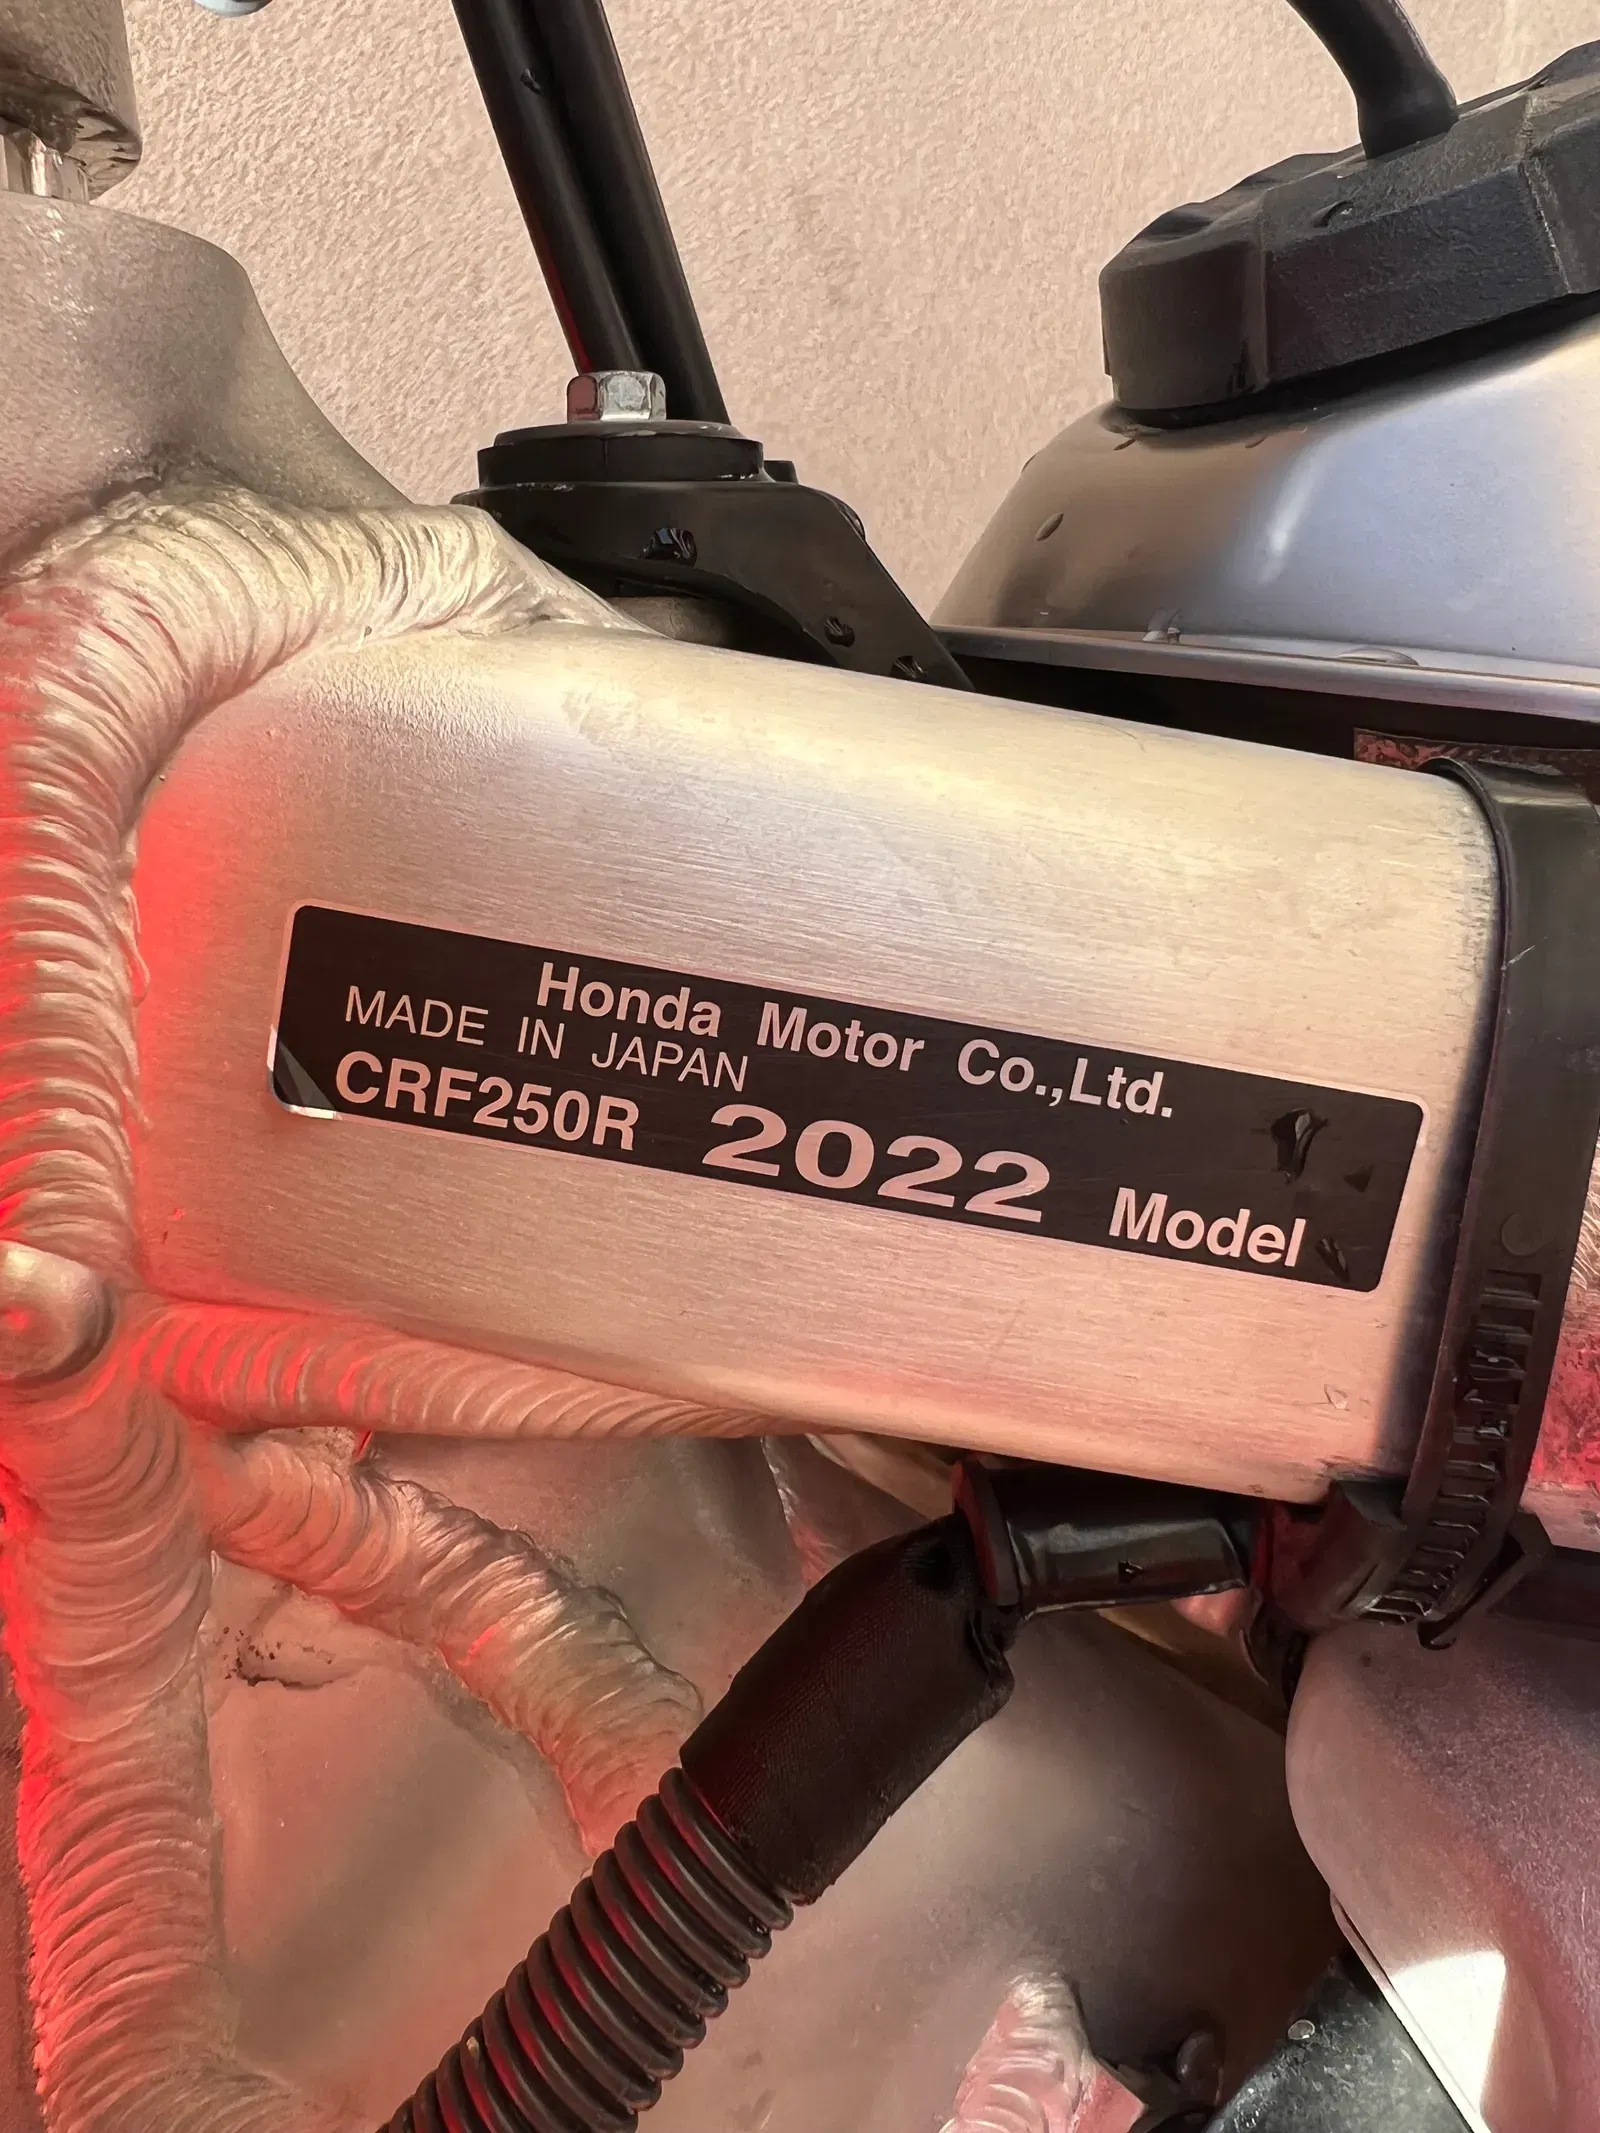 Honda Motor Co.,Ltd.
MADE IN JAPAN
CRF250R 2022 Model